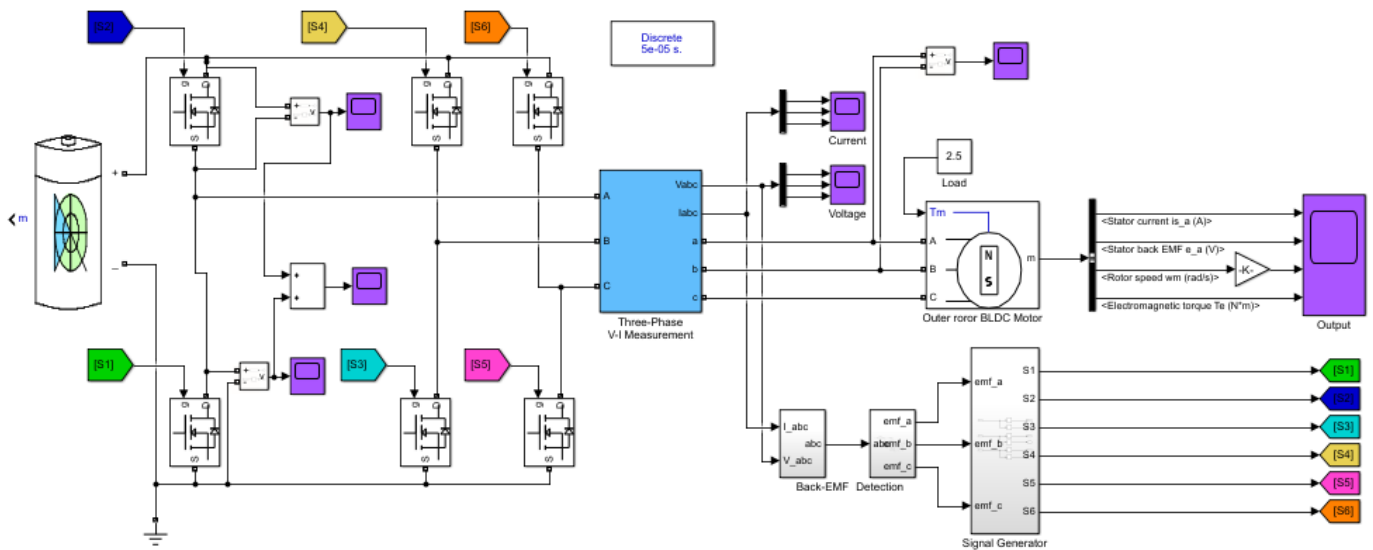 [S2]
[S4]
[S6]
Discrete
5e-05 s.
g
D
S
+
-
v
g
D
S
g
D
S
+
-
v
Current
2.5
Load
Voltage
+
_
m
A
B
C
Vabc
Iabc
a
b
c
Three-Phase
V-I Measurement
Tm
A
B
C
N
S
m
Outer roror BLDC Motor
<Stator current is_a (A)>
<Stator back EMF e_a (V)>
<Rotor speed wm (rad/s)>
<Electromagnetic torque Te (N*m)>
-K-
Output
+
+
[S1]
[S3]
[S5]
+
-
v
g
D
S
g
D
S
g
D
S
I_abc
V_abc
abc
Back-EMF Detection
abc
emf_a
emf_b
emf_c
emf_a
emf_b
emf_c
S1
S2
S3
S4
S5
S6
Signal Generator
[S1]
[S2]
[S3]
[S4]
[S5]
[S6]